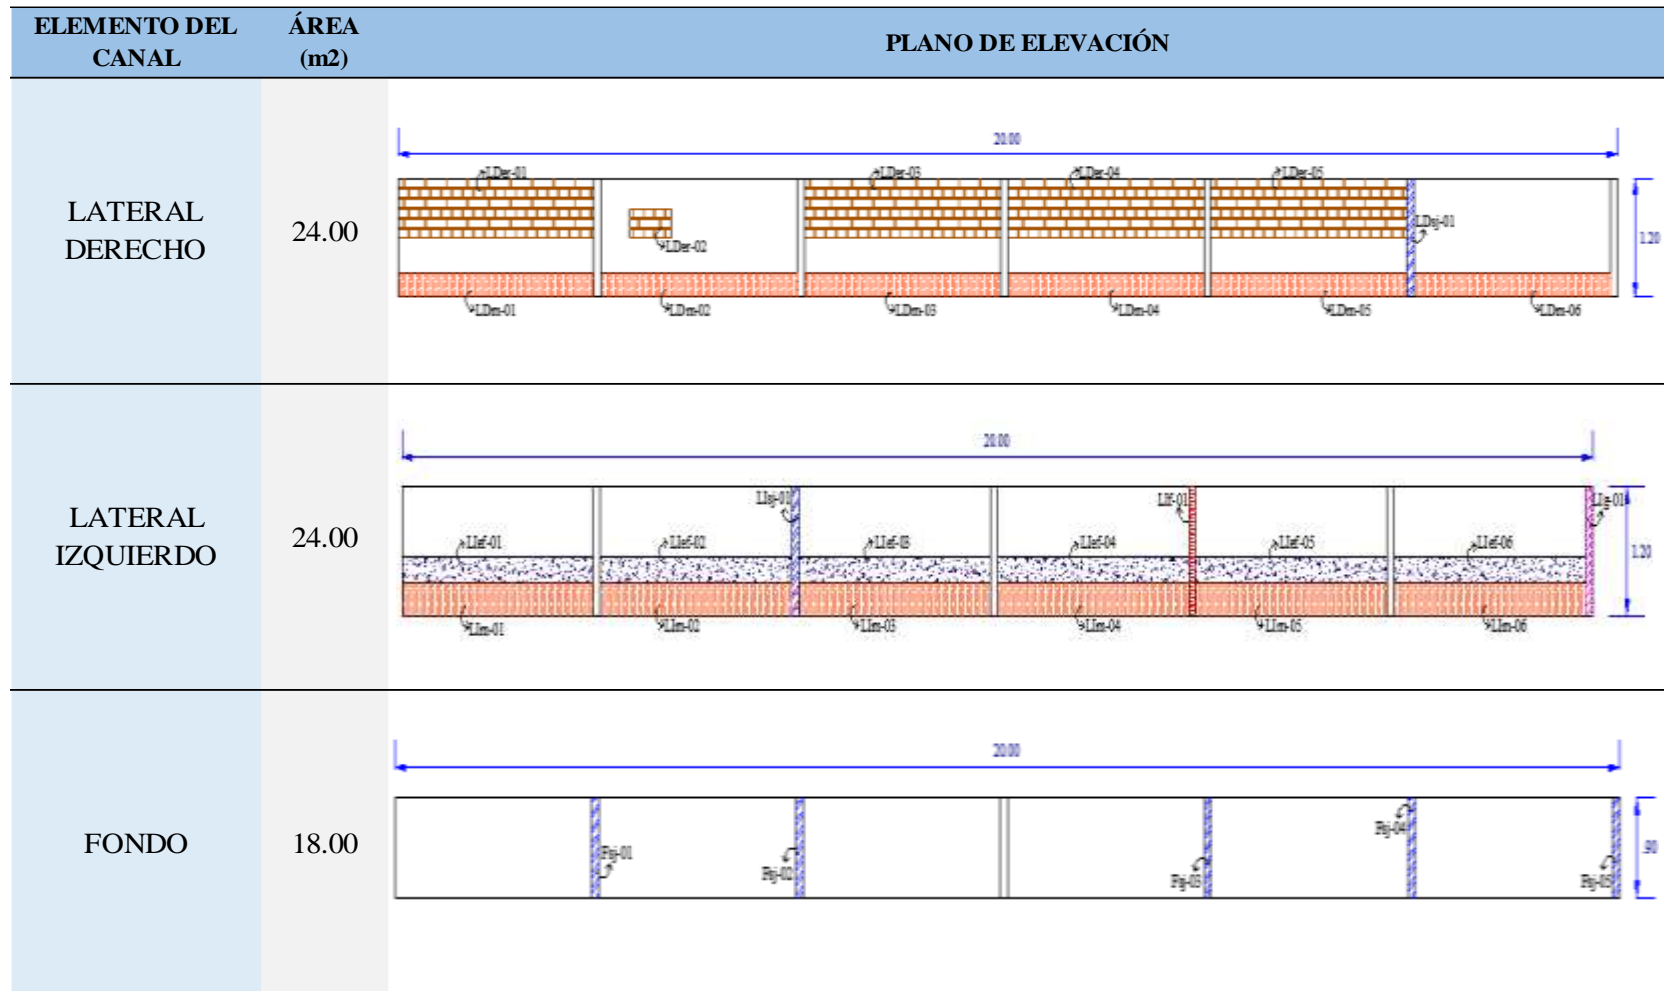 ELEMENTO DEL CANAL
ÁREA (m2)
PLANO DE ELEVACIÓN
LATERAL
DERECHO
24.00
20.00
LDer-01
LDer-03
LDer-04
LDer-05
LDer-02
LDsj-01
1.20
LDm-01
LDm-02
LDm-03
LDm-04
LDm-05
LDm-06
LATERAL
IZQUIERDO
24.00
20.00
LIsj-01
LIf-01
LIef-01
LIef-02
LIef-03
LIef-04
LIef-05
LIef-06
1.20
LIm-01
LIm-02
LIm-03
LIm-04
LIm-05
LIm-06
FONDO
18.00
20.00
Fsj-01
Fsj-02
Fsj-03
Fsj-04
Fsj-05
.90